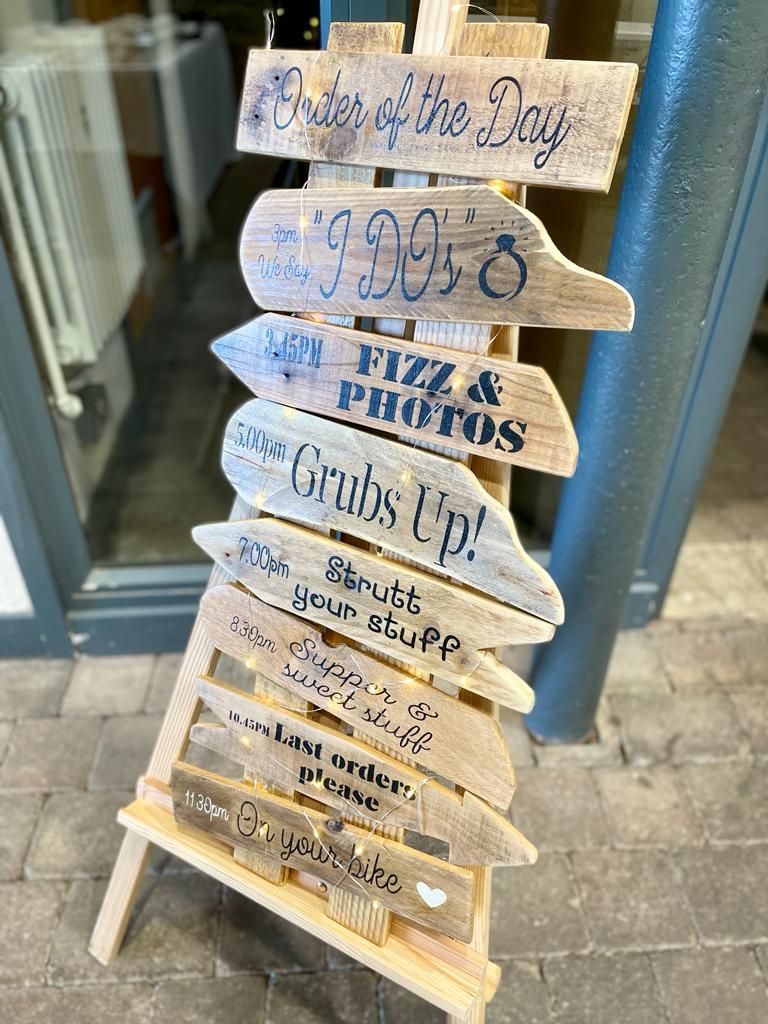 Order of the Day
3pm
We Say
"I DO's"
3.45PM
FIZZ &
PHOTOS
5.00pm
Grubs Up!
7.00pm
Strutt
your stuff
8.30pm
Supper &
sweet stuff
10.45PM
Last orders
please
11.30pm
On your bike